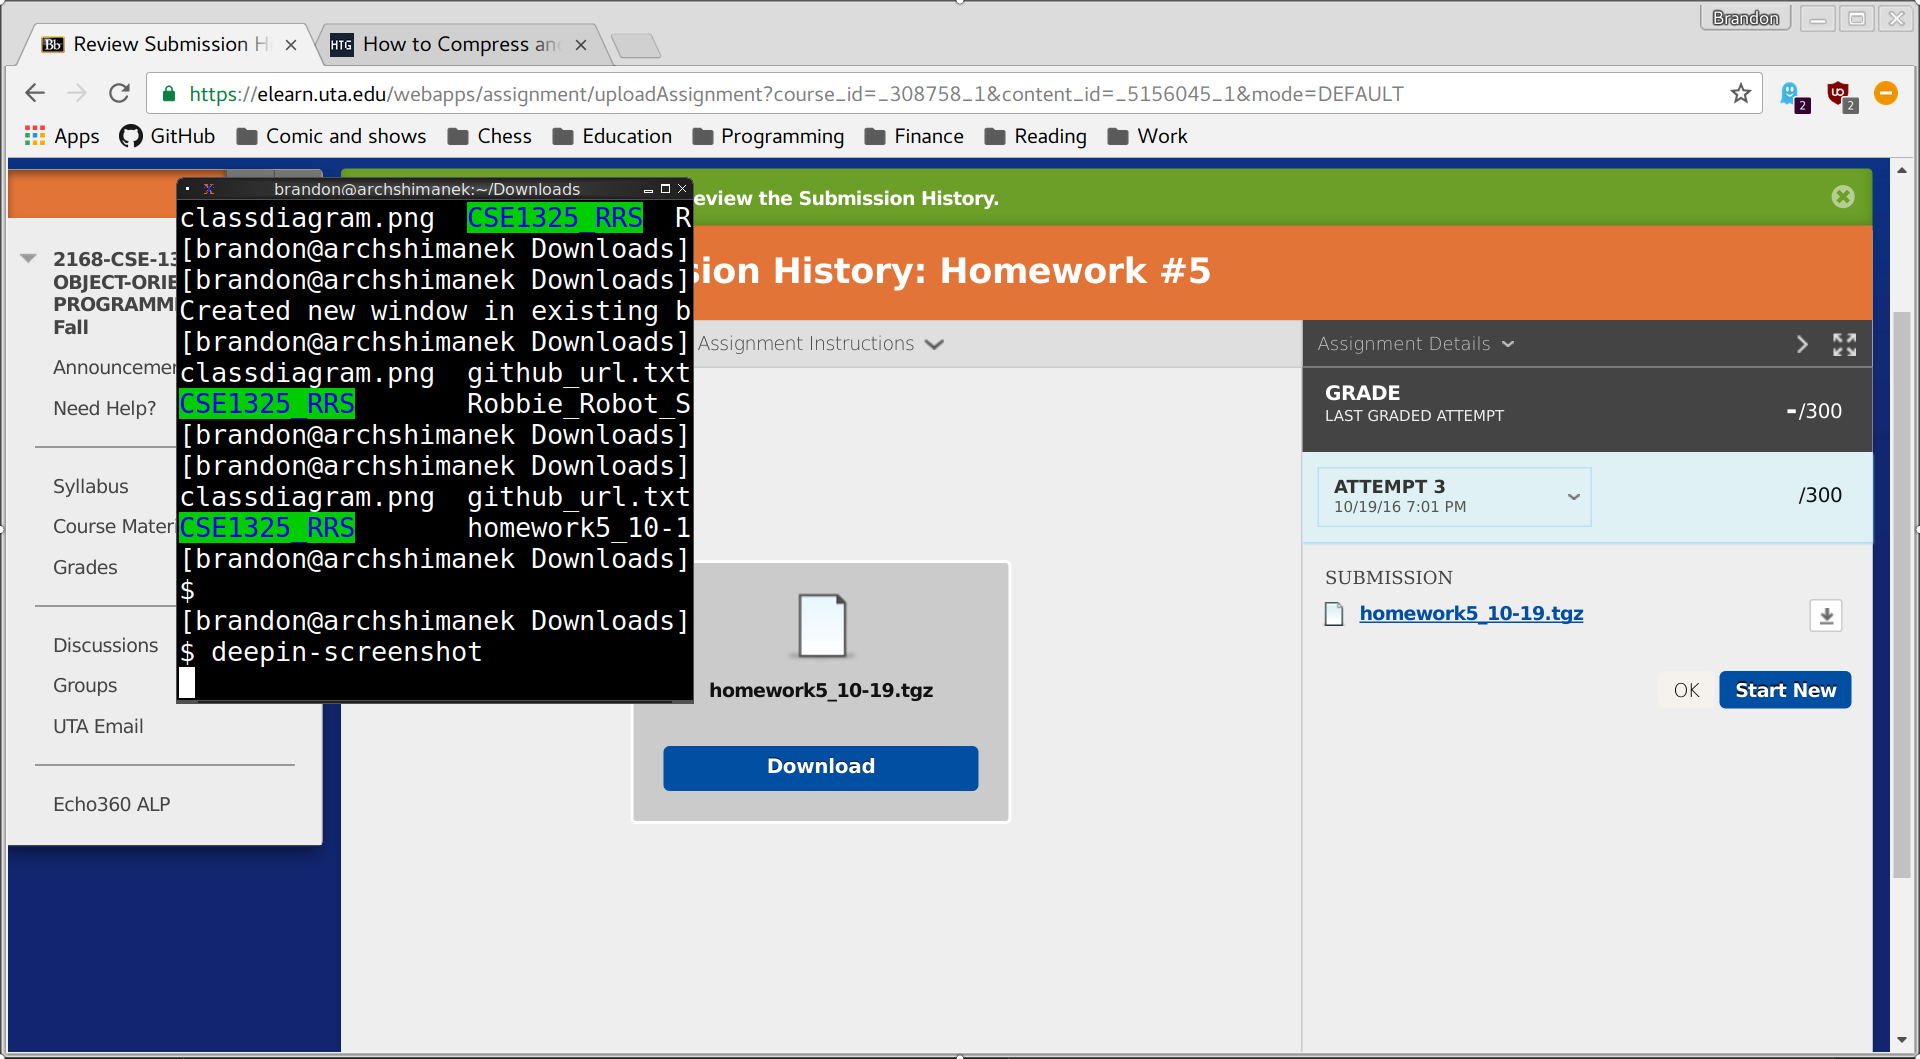 Brandon
Review Submission Hi
How to Compress and
https://elearn.uta.edu/webapps/assignment/uploadAssignment?course_id=_308758_1&content_id=_5156045_1&mode=DEFAULT
2
2
Apps GitHub Comic and shows Chess Education Programming Finance Reading Work
eview the Submission History.
sion History: Homework #5
2168-CSE-13
OBJECT-ORIE
PROGRAMM
Fall
Announcemen
Need Help?
Syllabus
Course Materi
Grades
Discussions
Groups
UTA Email
Echo360 ALP
brandon@archshimanek:~/Downloads
classdiagram.png CSE1325_RRS R
[brandon@archshimanek Downloads]
[brandon@archshimanek Downloads]
Created new window in existing b
[brandon@archshimanek Downloads]
classdiagram.png github_url.txt
CSE1325_RRS Robbie_Robot_S
[brandon@archshimanek Downloads]
[brandon@archshimanek Downloads]
classdiagram.png github_url.txt
CSE1325_RRS homework5_10-1
[brandon@archshimanek Downloads]
$
[brandon@archshimanek Downloads]
$ deepin-screenshot
Assignment Instructions
homework5_10-19.tgz
Download
Assignment Details
GRADE
LAST GRADED ATTEMPT
-/300
ATTEMPT 3
10/19/16 7:01 PM
/300
SUBMISSION
homework5_10-19.tgz
OK Start New